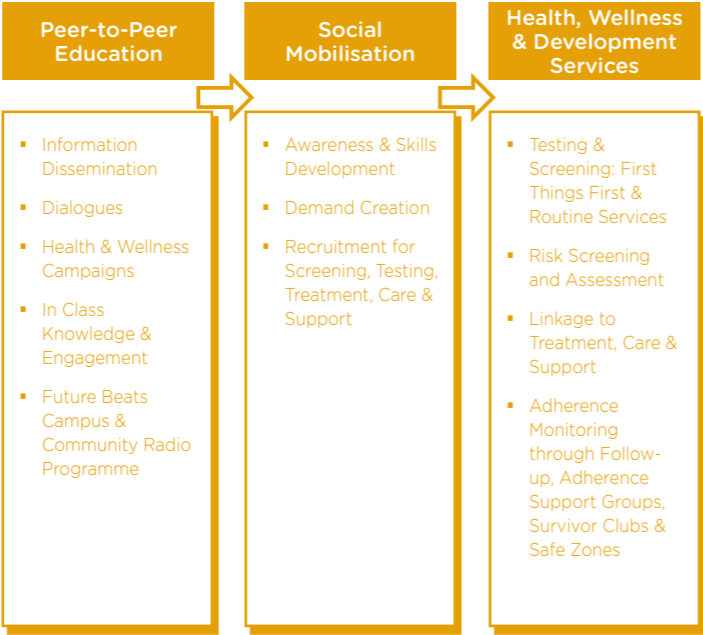 Peer-to-Peer
Education
Information
Dissemination
Dialogues
Health & Wellness
Campaigns
In Class
Knowledge &
Engagement
Future Beats
Campus &
Community Radio
Programme
Social
Mobilisation
Awareness & Skills
Development
Demand Creation
Recruitment for
Screening, Testing,
Treatment, Care &
Support
Health, Wellness
& Development
Services
Testing &
Screening: First
Things First &
Routine Services
Risk Screening
and Assessment
Linkage to
Treatment, Care &
Support
Adherence
Monitoring
through Follow-
up, Adherence
Support Groups,
Survivor Clubs &
Safe Zones